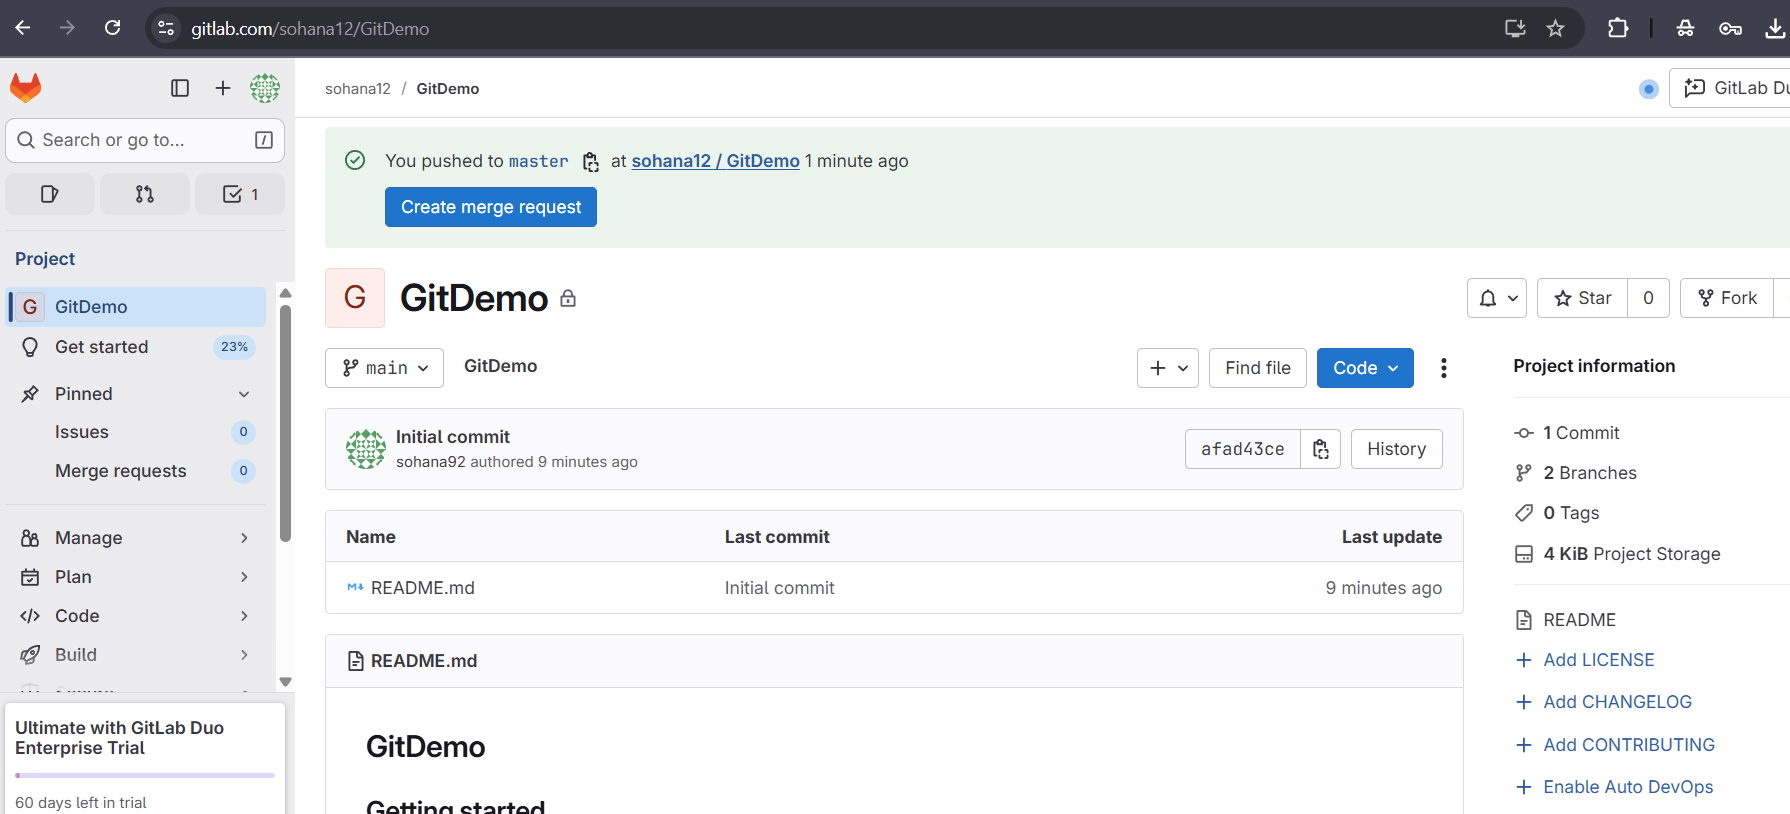 gitlab.com/sohana12/GitDemo
sohana12 / GitDemo
GitLab Du
Search or go to...
/
1
You pushed to master at sohana12 / GitDemo 1 minute ago
Create merge request
Project
G GitDemo
Get started 23%
Pinned
Issues 0
Merge requests 0
Manage
Plan
Code
Build
Ultimate with GitLab Duo
Enterprise Trial
60 days left in trial
G GitDemo
Star 0 Fork
main GitDemo Find file Code
Initial commit
sohana92 authored 9 minutes ago
afad43ce History
Name Last commit Last update
README.md Initial commit 9 minutes ago
README.md
GitDemo
Getting started
Project information
1 Commit
2 Branches
0 Tags
4 KiB Project Storage
README
Add LICENSE
Add CHANGELOG
Add CONTRIBUTING
Enable Auto DevOps